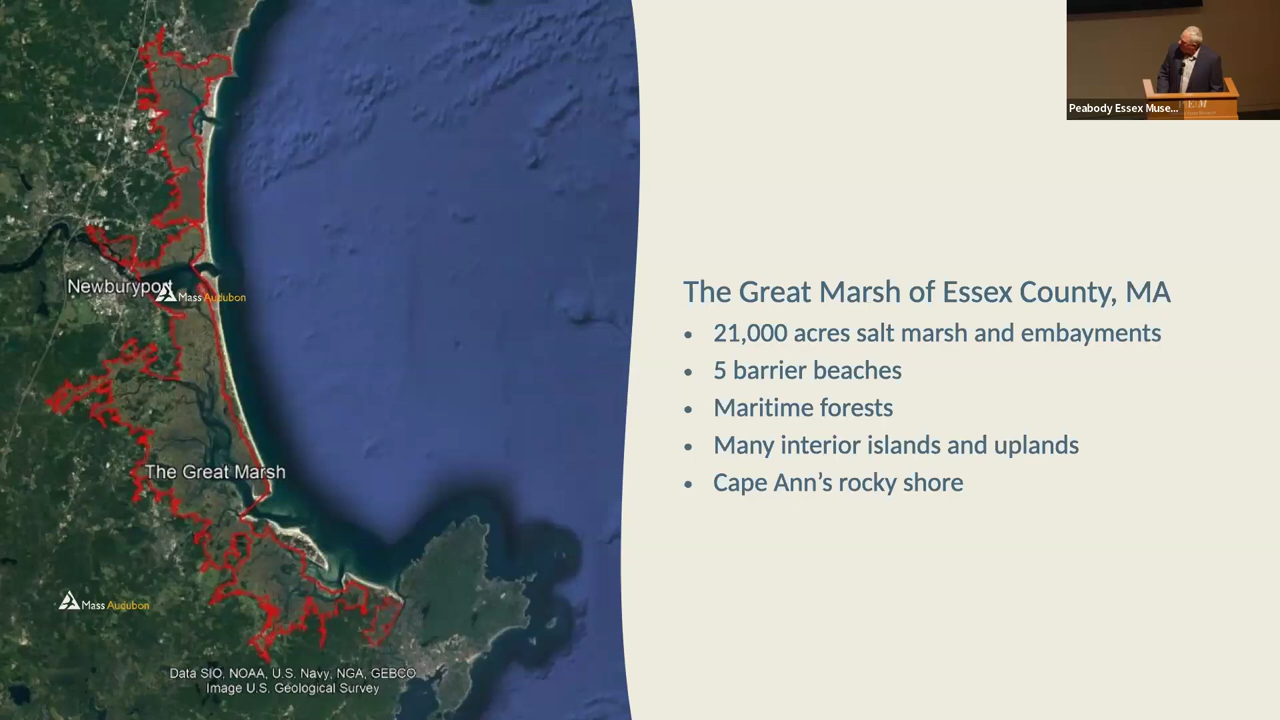 Peabody Essex Muse...
Newburyport
Mass Audubon
The Great Marsh
Mass Audubon
Data SIO, NOAA, U.S. Navy, NGA, GEBCO
Image U.S. Geological Survey
The Great Marsh of Essex County, MA
• 21,000 acres salt marsh and embayments
• 5 barrier beaches
• Maritime forests
• Many interior islands and uplands
• Cape Ann’s rocky shore